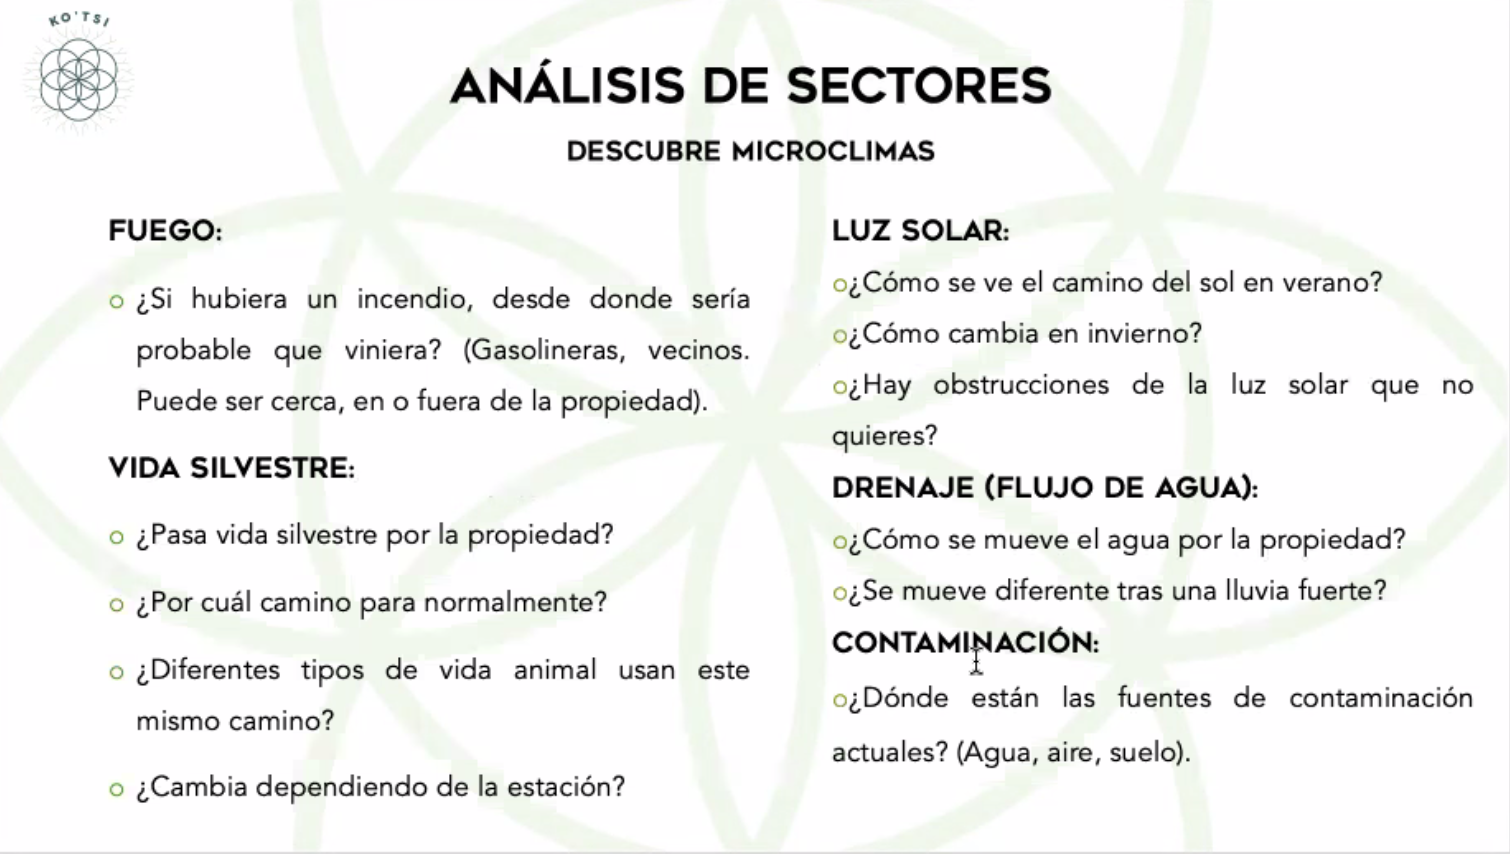 KO'TSI
ANÁLISIS DE SECTORES
DESCUBRE MICROCLIMAS
FUEGO:
¿Si hubiera un incendio, desde donde sería
probable que viniera? (Gasolineras, vecinos.
Puede ser cerca, en o fuera de la propiedad).
VIDA SILVESTRE:
¿Pasa vida silvestre por la propiedad?
¿Por cuál camino para normalmente?
¿Diferentes tipos de vida animal usan este
mismo camino?
¿Cambia dependiendo de la estación?
LUZ SOLAR:
¿Cómo se ve el camino del sol en verano?
¿Cómo cambia en invierno?
¿Hay obstrucciones de la luz solar que no
quieres?
DRENAJE (FLUJO DE AGUA):
¿Cómo se mueve el agua por la propiedad?
¿Se mueve diferente tras una lluvia fuerte?
CONTAMINACIÓN:
¿Dónde están las fuentes de contaminación
actuales? (Agua, aire, suelo).